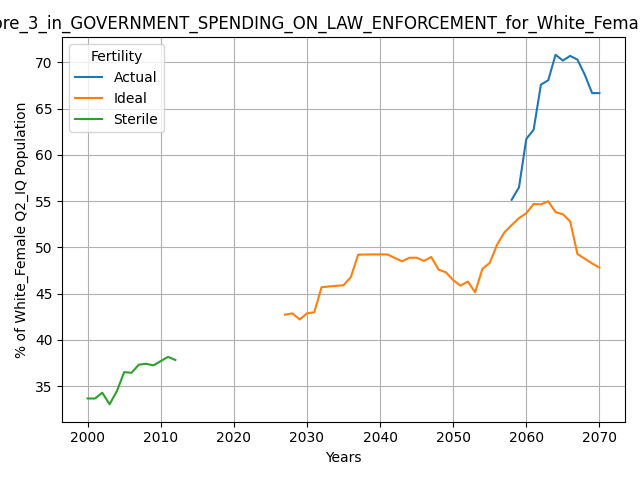 ore_3_in_GOVERNMENT_SPENDING_ON_LAW_ENFORCEMENT_for_White_Fema
Fertility
Actual
Ideal
Sterile
% of White_Female Q2_IQ Population
70
65
60
55
50
45
40
35
2000 2010 2020 2030 2040 2050 2060 2070
Years